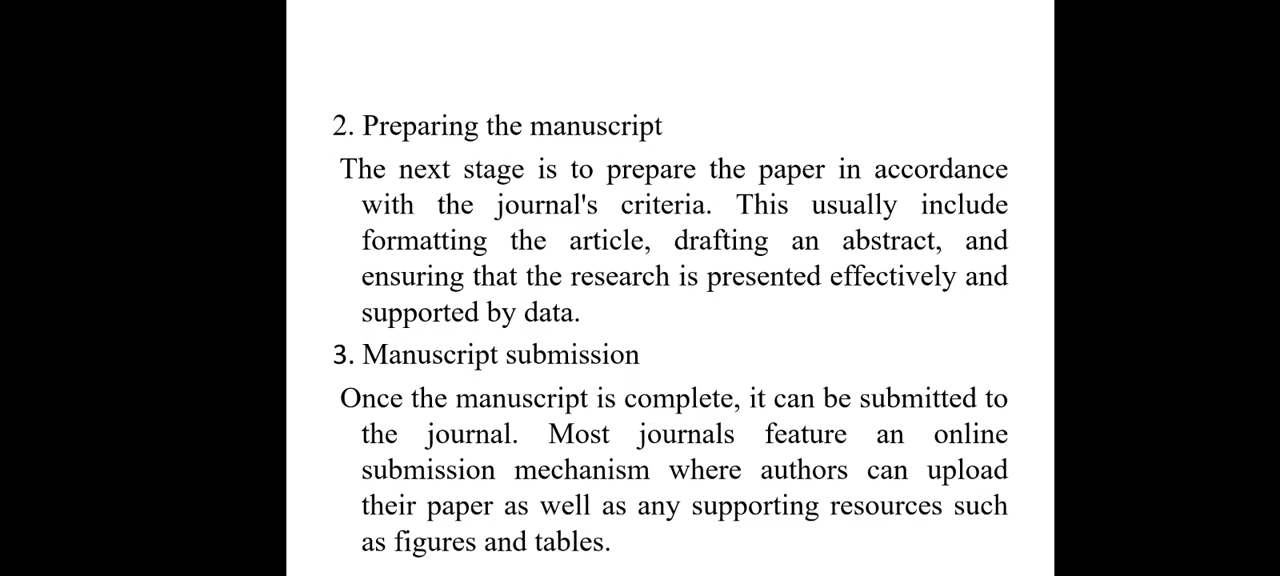 2. Preparing the manuscript
The next stage is to prepare the paper in accordance
with the journal's criteria. This usually include
formatting the article, drafting an abstract, and
ensuring that the research is presented effectively and
supported by data.
3. Manuscript submission
Once the manuscript is complete, it can be submitted to
the journal. Most journals feature an online
submission mechanism where authors can upload
their paper as well as any supporting resources such
as figures and tables.